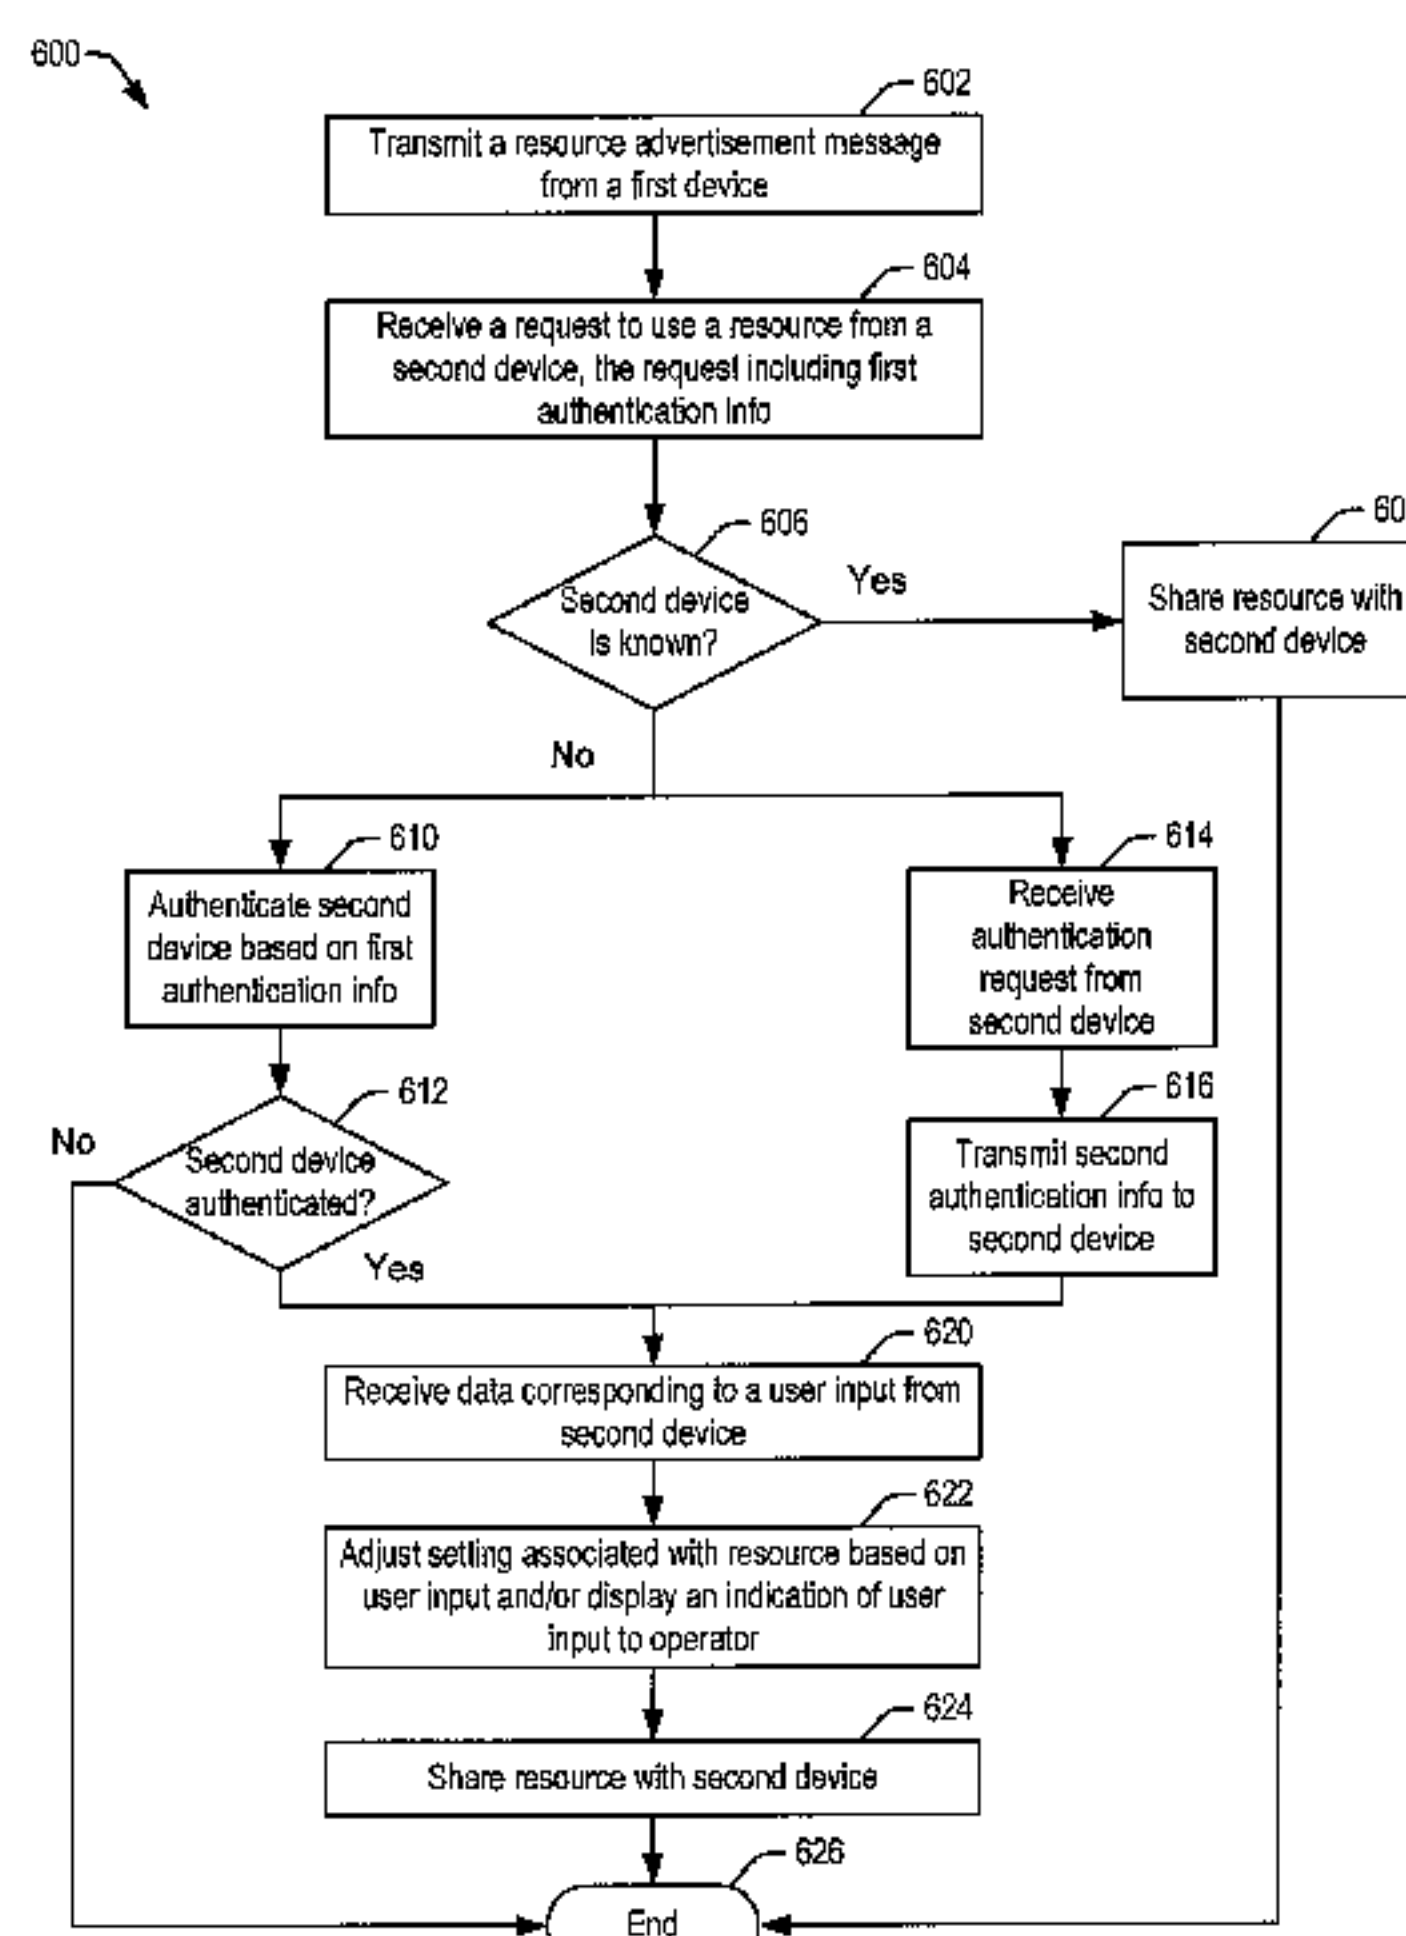 600
602
Transmit a resource advertisement message
from a first device
604
Receive a request to use a resource from a
second device, the request including first
authentication info
606
Second device
is known?
Yes
60
Share resource with
second device
No
610
Authenticate second
device based on first
authentication info
614
Receive
authentication
request from
second device
612
No
Second device
authenticated?
Yes
616
Transmit second
authentication info to
second device
620
Receive data corresponding to a user input from
second device
622
Adjust setting associated with resource based on
user input and/or display an indication of user
input to operator
624
Share resource with second device
626
End